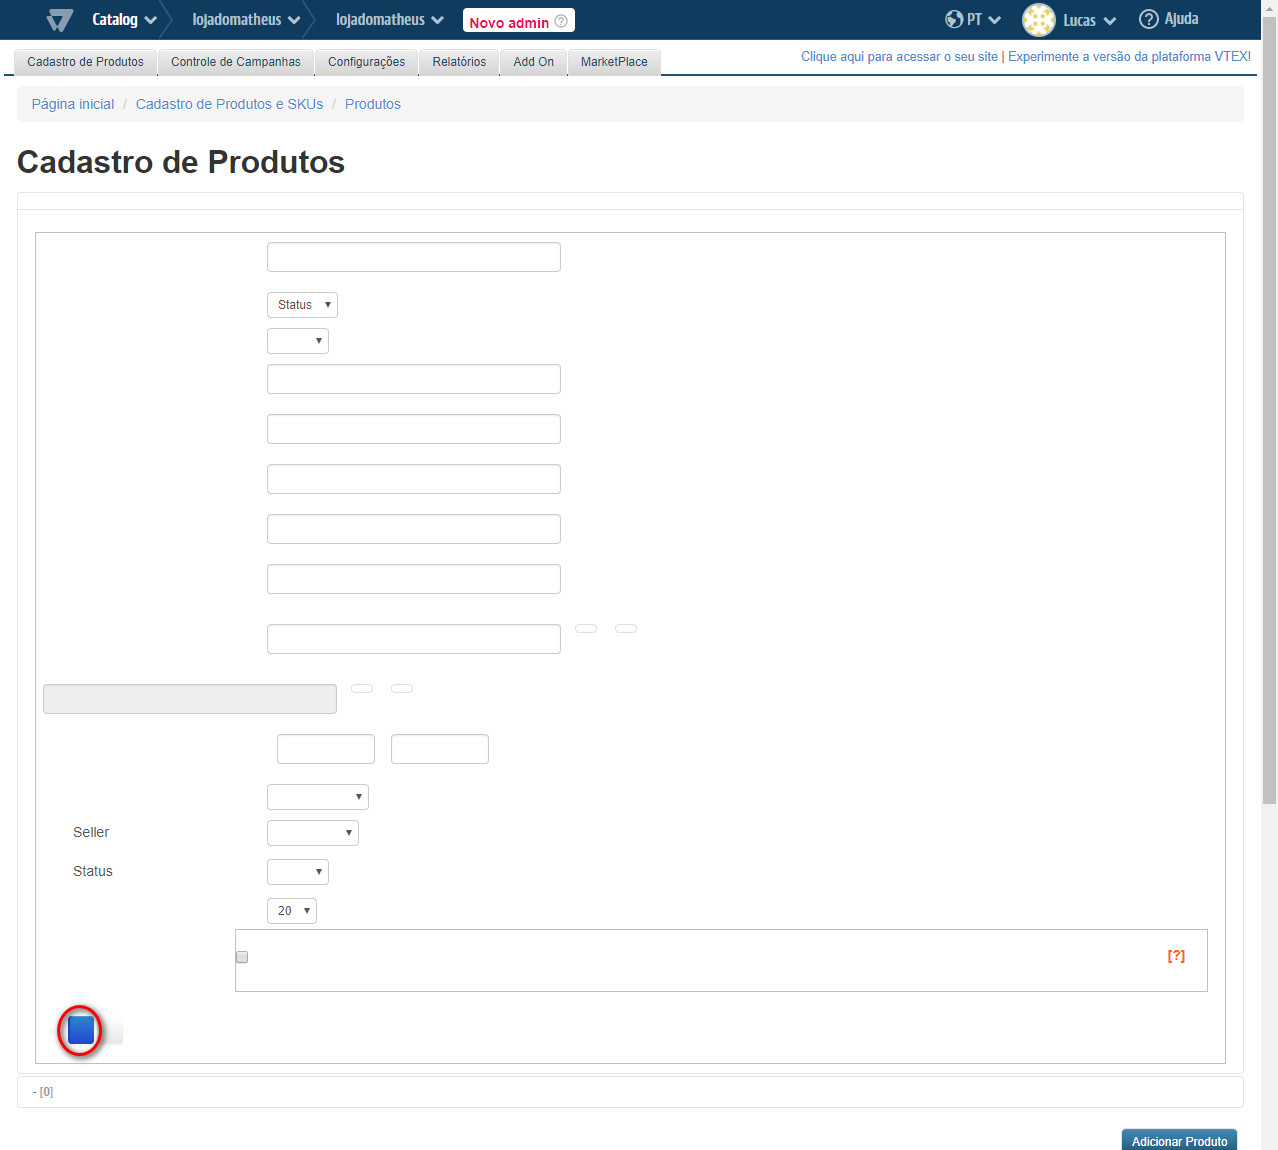 Catalog lojadomatheus lojadomatheus Novo admin ? PT Lucas ? Ajuda
Cadastro de Produtos Controle de Campanhas Configurações Relatórios Add On MarketPlace Clique aqui para acessar o seu site | Experimente a versão da plataforma VTEX!
Página inicial / Cadastro de Produtos e SKUs / Produtos
Cadastro de Produtos
Status
Seller
Status
20
[?]
- [0]
Adicionar Produto